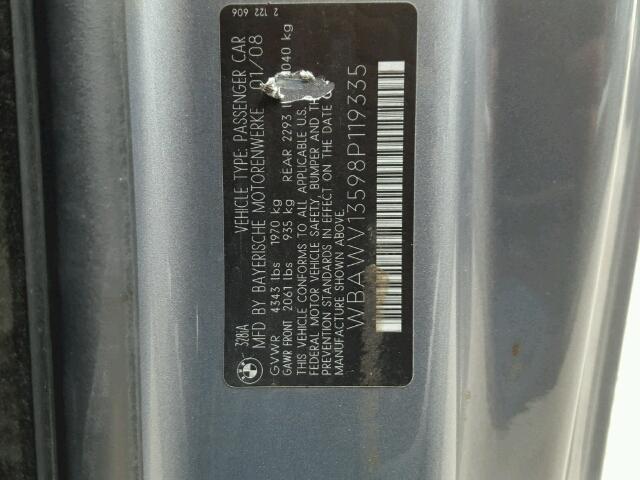 328iA VEHICLE TYPE: PASSENGER CAR 2 122 606
MFD BY BAYERISCHE MOTORENWERKE 01/08
GVWR 4343 lbs 1970 kg
GAWR FRONT 2061 lbs 935 kg REAR 2293 040 kg
THIS VEHICLE CONFORMS TO ALL APPLICABLE U.S.
FEDERAL MOTOR VEHICLE SAFETY, BUMPER AND THEFT
PREVENTION STANDARDS IN EFFECT ON THE DATE OF
MANUFACTURE SHOWN ABOVE
WBAWV13598P119335